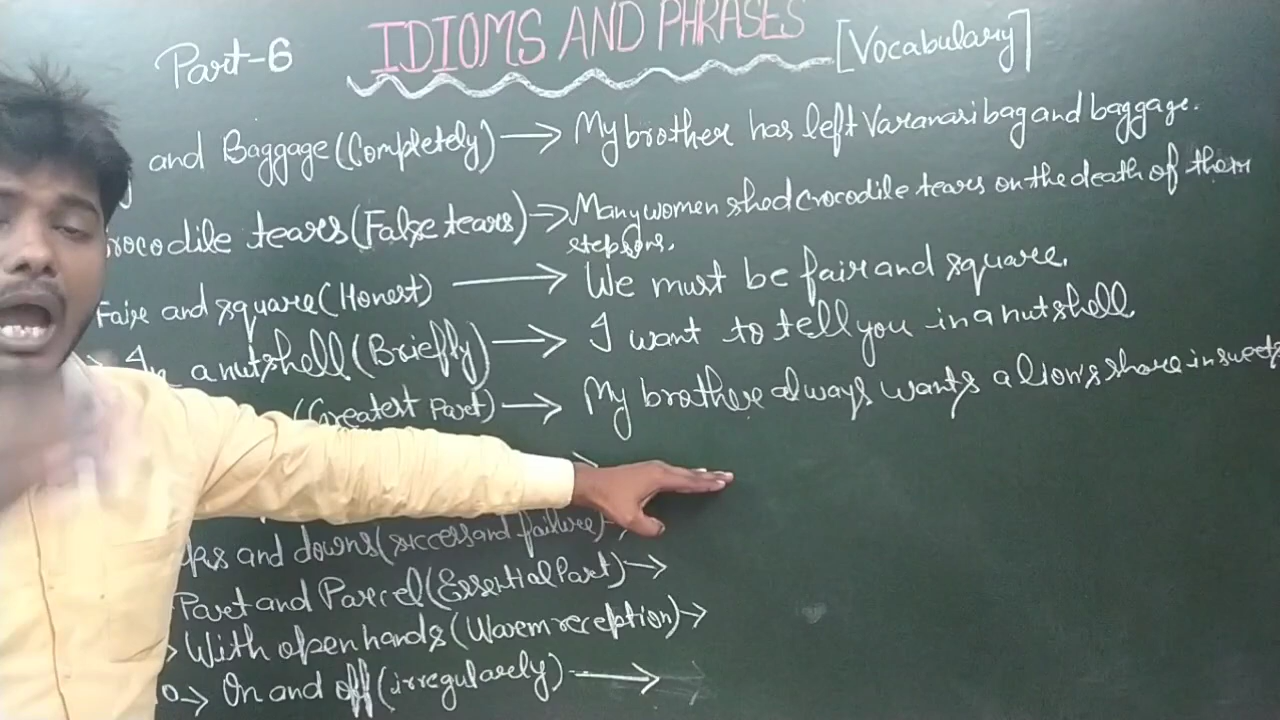 Part-6 IDIOMS AND PHRASES [Vocabulary]
and Baggage (Completely) → My brother has left Varanasi bag and baggage.
crocodile tears (False tears) → Many women shed crocodile tears on the death of their
stepsons.
Fair and square (Honest) → We must be fair and square.
In a nutshell (Briefly) → I want to tell you in a nutshell.
(Greatest Part) → My brother always wants a lion's share in sweets
ups and downs (success and failure)
Part and Parcel (Essential Part) →
→ With open hands (Warm reception) →
10 → On and off (irregularly) →